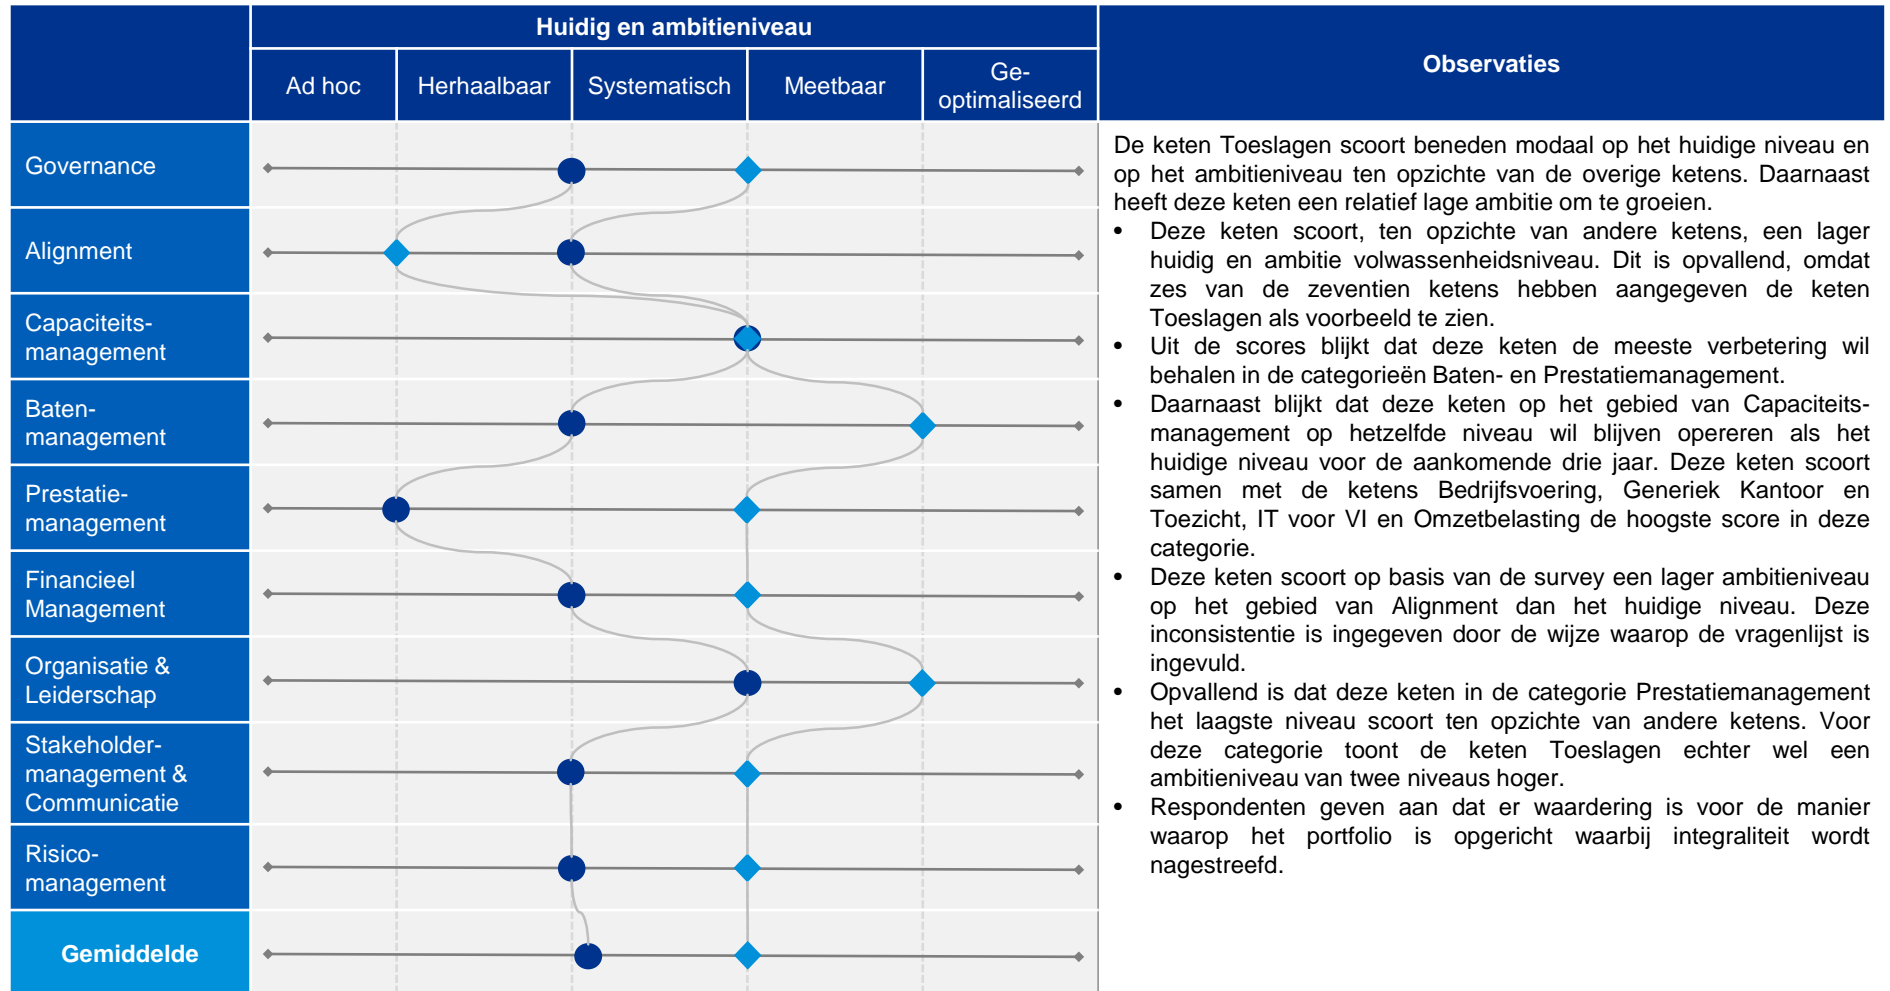 Huidig en ambitieniveau
Observaties
Ad hoc
Herhaalbaar
Systematisch
Meetbaar
Ge-
optimaliseerd
Governance
Alignment
Capaciteits-
management
Baten-
management
Prestatie-
management
Financieel
Management
Organisatie &
Leiderschap
Stakeholder-
management &
Communicatie
Risico-
management
Gemiddelde
De keten Toeslagen scoort beneden modaal op het huidige niveau en
op het ambitieniveau ten opzichte van de overige ketens. Daarnaast
heeft deze keten een relatief lage ambitie om te groeien.
• Deze keten scoort, ten opzichte van andere ketens, een lager
huidig en ambitie volwassenheidsniveau. Dit is opvallend, omdat
zes van de zeventien ketens hebben aangegeven de keten
Toeslagen als voorbeeld te zien.
• Uit de scores blijkt dat deze keten de meeste verbetering wil
behalen in de categorieën Baten- en Prestatiemanagement.
• Daarnaast blijkt dat deze keten op het gebied van Capaciteits-
management op hetzelfde niveau wil blijven opereren als het
huidige niveau voor de aankomende drie jaar. Deze keten scoort
samen met de ketens Bedrijfsvoering, Generiek Kantoor en
Toezicht, IT voor VI en Omzetbelasting de hoogste score in deze
categorie.
• Deze keten scoort op basis van de survey een lager ambitieniveau
op het gebied van Alignment dan het huidige niveau. Deze
inconsistentie is ingegeven door de wijze waarop de vragenlijst is
ingevuld.
• Opvallend is dat deze keten in de categorie Prestatiemanagement
het laagste niveau scoort ten opzichte van andere ketens. Voor
deze categorie toont de keten Toeslagen echter wel een
ambitieniveau van twee niveaus hoger.
• Respondenten geven aan dat er waardering is voor de manier
waarop het portfolio is opgericht waarbij integraliteit wordt
nagestreefd.